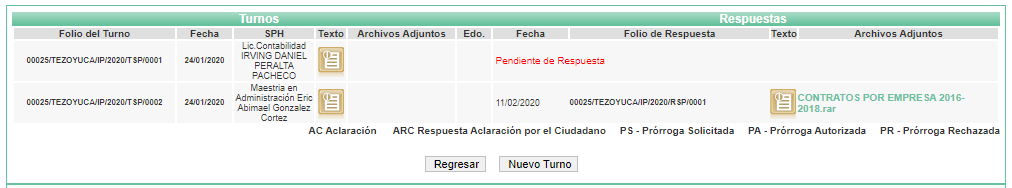 Turnos Respuestas
Folio del Turno Fecha SPH Texto Archivos Adjuntos Edo. Fecha Folio de Respuesta Texto Archivos Adjuntos
00025/TEZOYUCA/IP/2020/TSP/0001 24/01/2020 Lic.Contabilidad
IRVING DANIEL
PERALTA
PACHECO
Pendiente de Respuesta
00025/TEZOYUCA/IP/2020/TSP/0002 24/01/2020 Maestria en
Administración Eric
Abimael Gonzalez
Cortez
11/02/2020 00025/TEZOYUCA/IP/2020/RSP/0001 CONTRATOS POR EMPRESA 2016-
2018.rar
AC Aclaración ARC Respuesta Aclaración por el Ciudadano PS - Prórroga Solicitada PA - Prórroga Autorizada PR - Prórroga Rechazada
Regresar Nuevo Turno